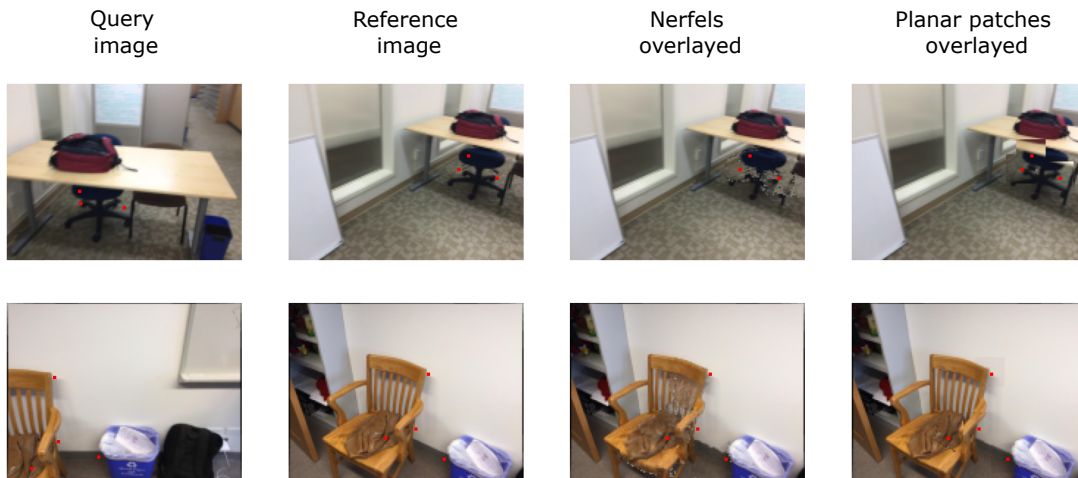 Query
image
Reference
image
Nerfels
overlayed
Planar patches
overlayed